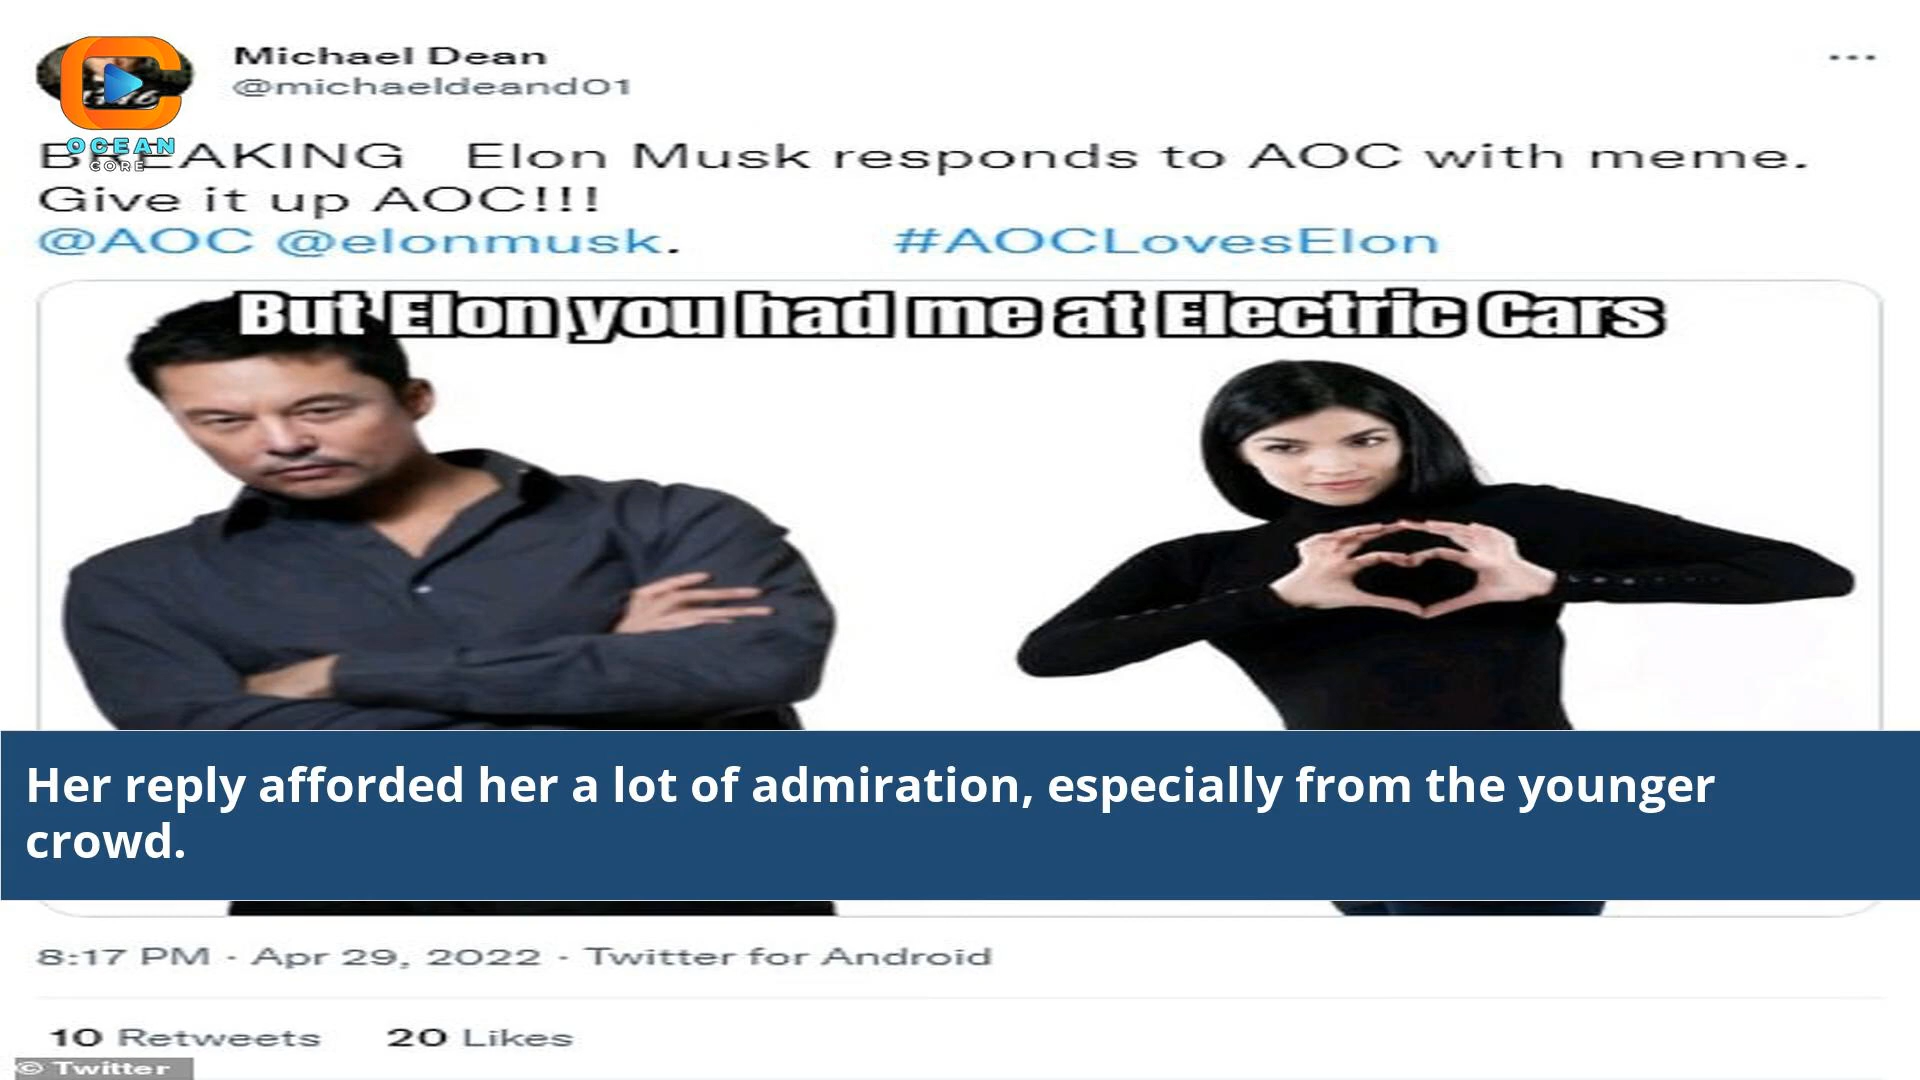 Michael Dean
@michaeldeand01
OCEAN
CORE
BREAKING Elon Musk responds to AOC with meme.
Give it up AOC!!!
@AOC @elonmusk. #AOCLovesElon
But Elon you had me at Electric Cars
Her reply afforded her a lot of admiration, especially from the younger
crowd.
8:17 PM · Apr 29, 2022 · Twitter for Android
10 Retweets 20 Likes
© Twitter